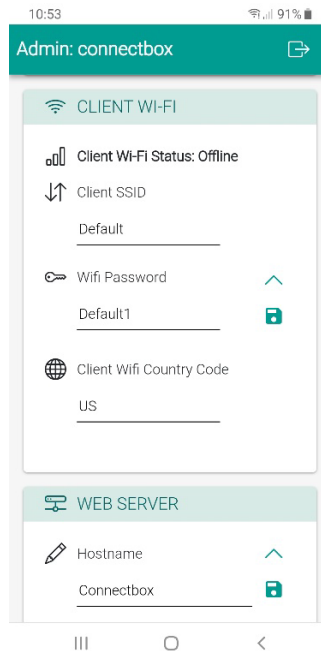 10:53
91%
Admin: connectbox
CLIENT WI-FI
Client Wi-Fi Status: Offline
Client SSID
Default
Wifi Password
Default1
Client Wifi Country Code
US
WEB SERVER
Hostname
Connectbox